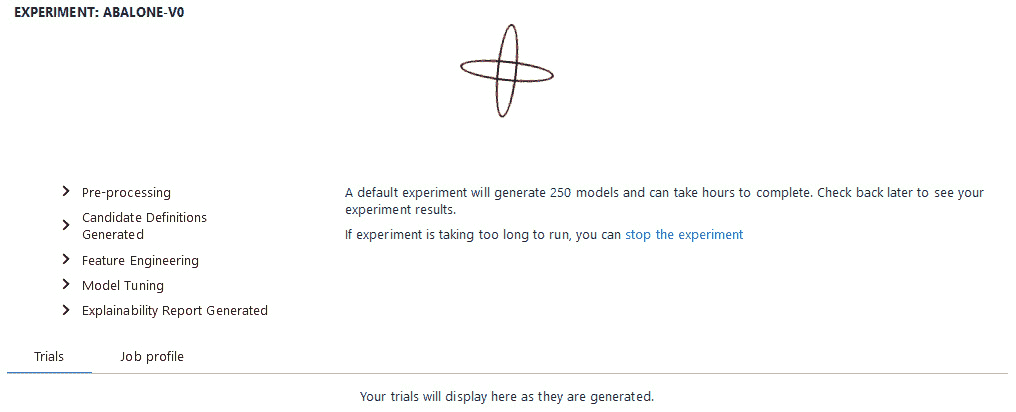 EXPERIMENT: ABALONE-V0
Pre-processing
Candidate Definitions
Generated
Feature Engineering
Model Tuning
Explainability Report Generated
A default experiment will generate 250 models and can take hours to complete. Check back later to see your
experiment results.
If experiment is taking too long to run, you can stop the experiment
Trials
Job profile
Your trials will display here as they are generated.